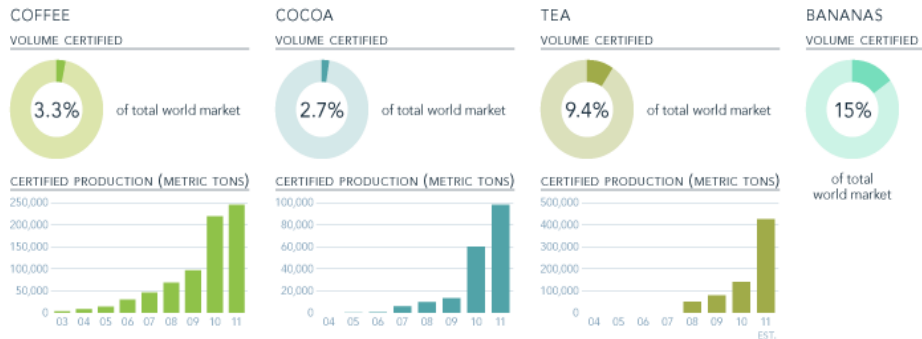 COFFEE
VOLUME CERTIFIED
3.3%
of total world market
CERTIFIED PRODUCTION (METRIC TONS)
250,000
200,000
150,000
100,000
50,000
0
03 04 05 06 07 08 09 10 11
COCOA
VOLUME CERTIFIED
2.7%
of total world market
CERTIFIED PRODUCTION (METRIC TONS)
100,000
80,000
60,000
40,000
20,000
0
04 05 06 07 08 09 10 11
TEA
VOLUME CERTIFIED
9.4%
of total world market
CERTIFIED PRODUCTION (METRIC TONS)
500,000
400,000
300,000
200,000
100,000
0
04 05 06 07 08 09 10 11
EST.
BANANAS
VOLUME CERTIFIED
15%
of total
world market